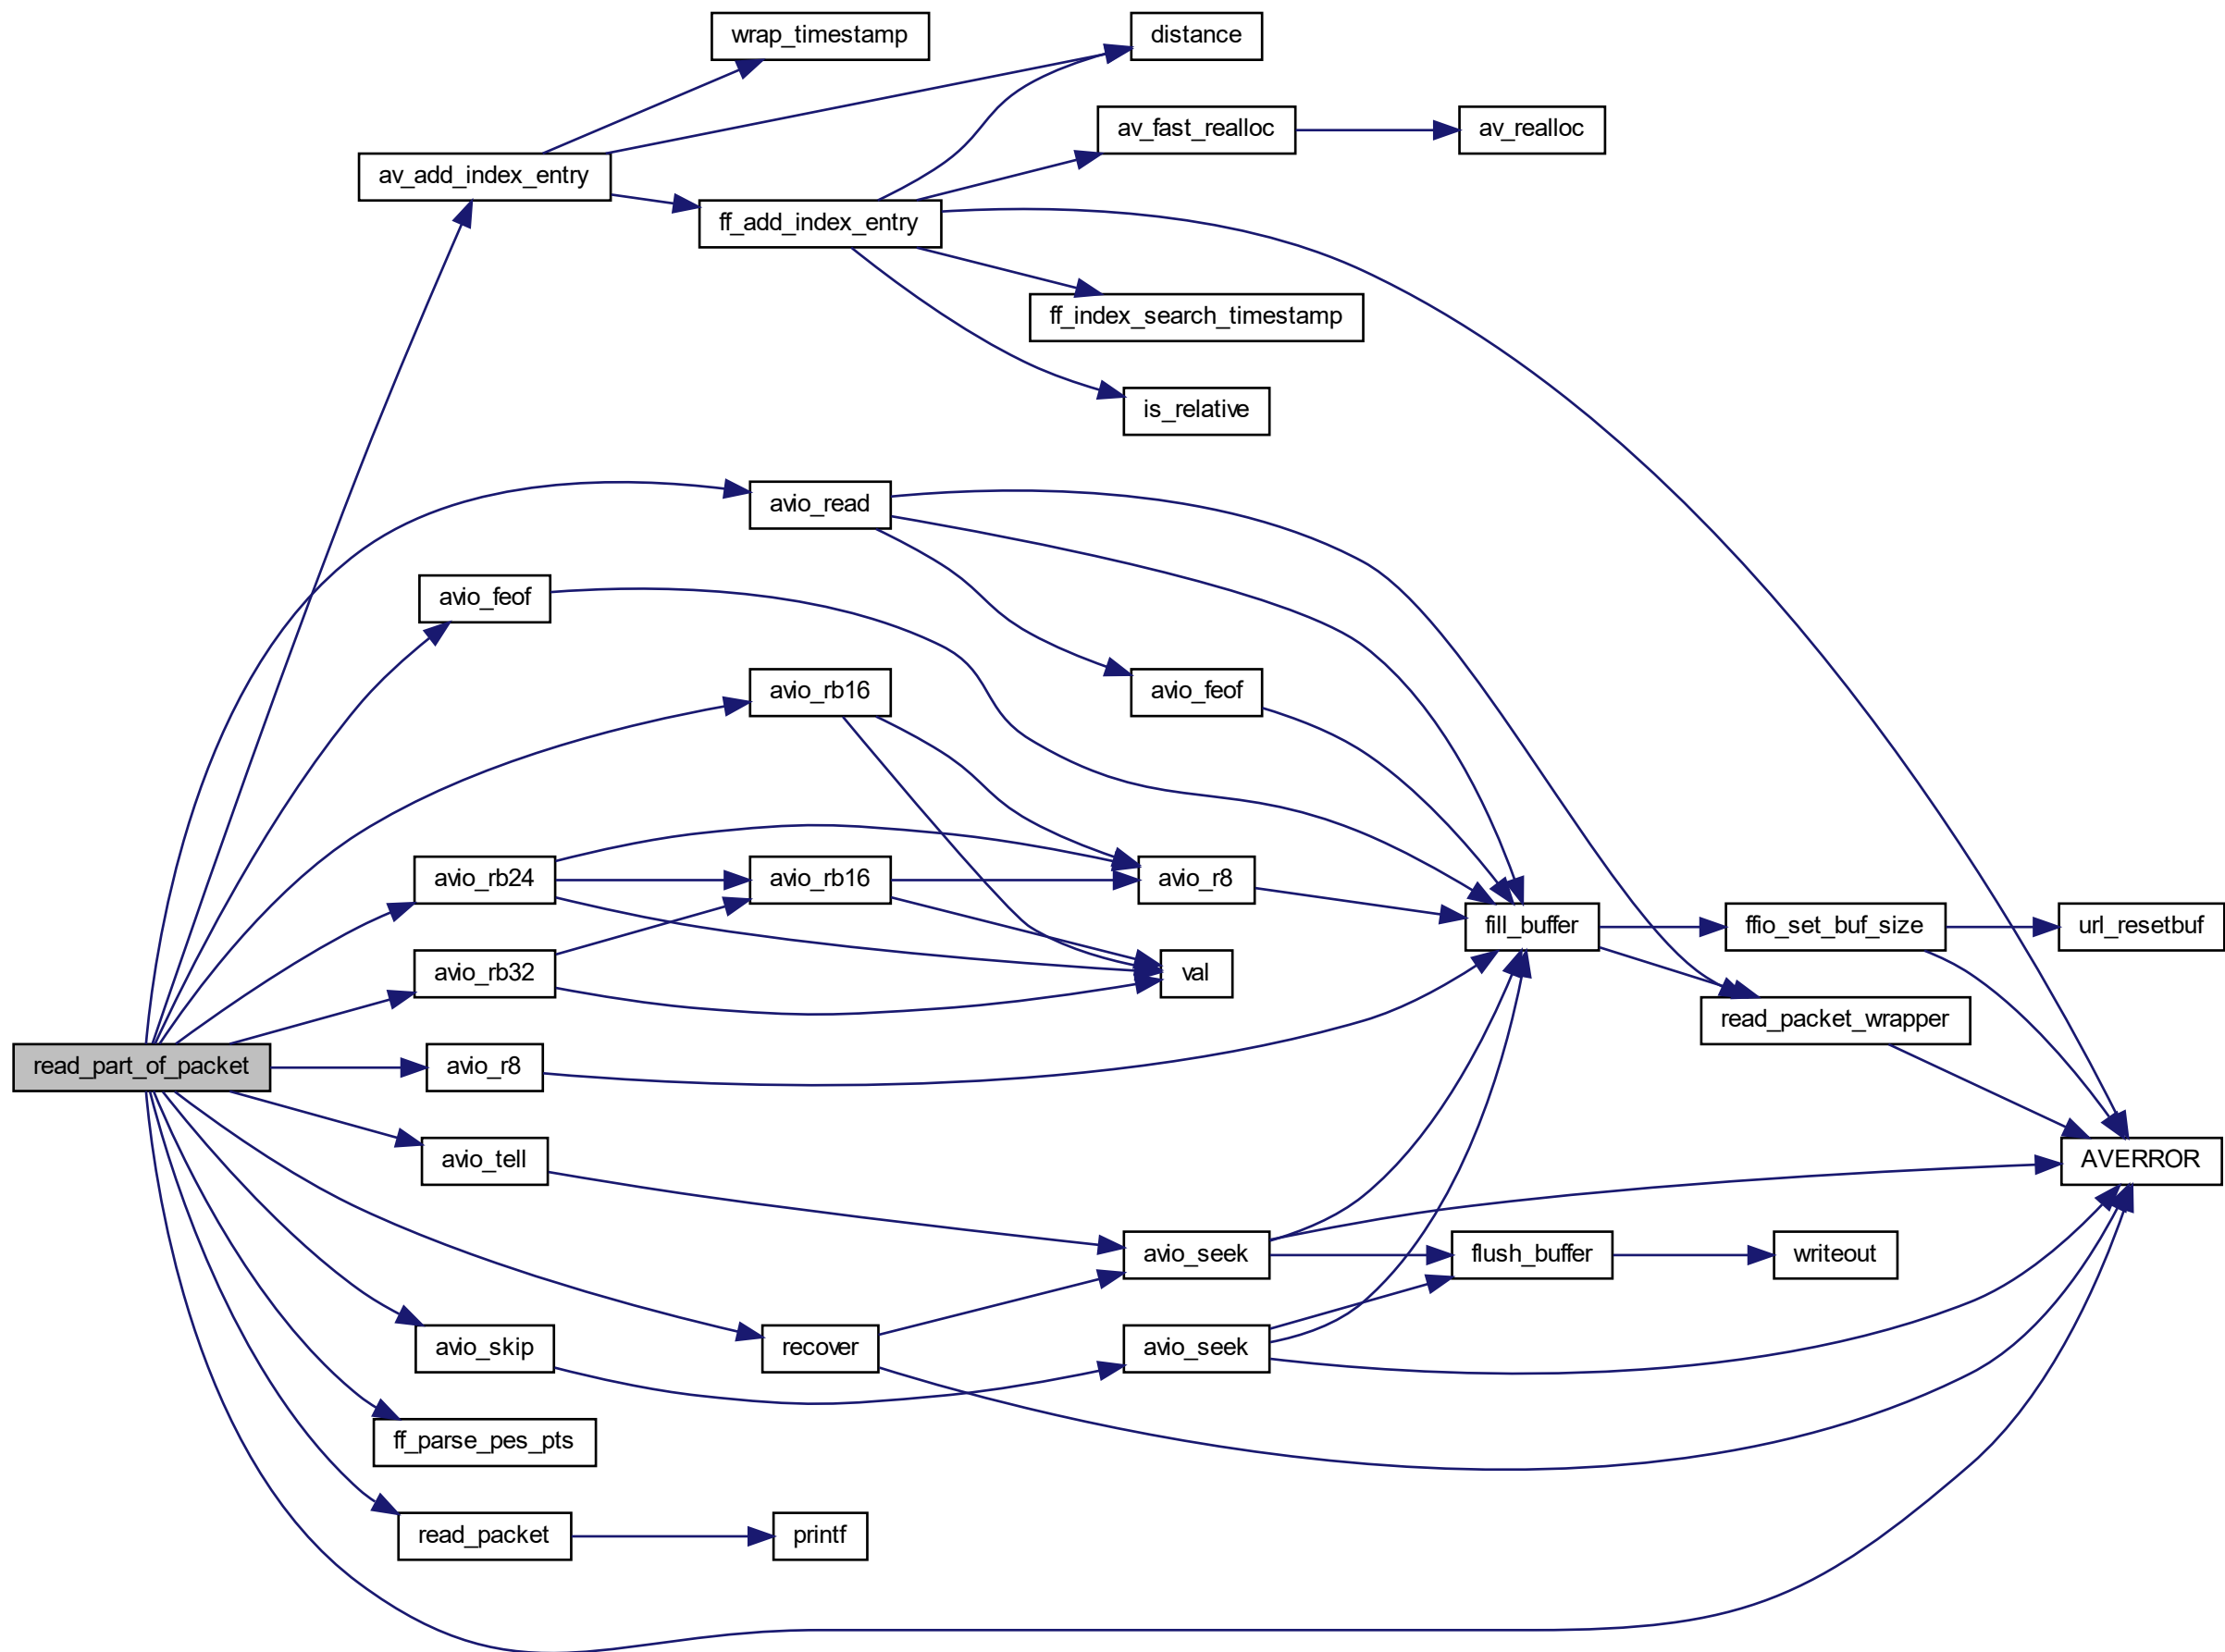 wrap_timestamp
distance
av_fast_realloc
av_realloc
av_add_index_entry
ff_add_index_entry
ff_index_search_timestamp
is_relative
avio_read
avio_feof
avio_rb16
avio_feof
avio_rb24
avio_rb16
avio_r8
fill_buffer
ffio_set_buf_size
url_resetbuf
avio_rb32
val
read_packet_wrapper
read_part_of_packet
avio_r8
avio_tell
AVERROR
avio_seek
flush_buffer
writeout
avio_skip
recover
avio_seek
ff_parse_pes_pts
read_packet
printf